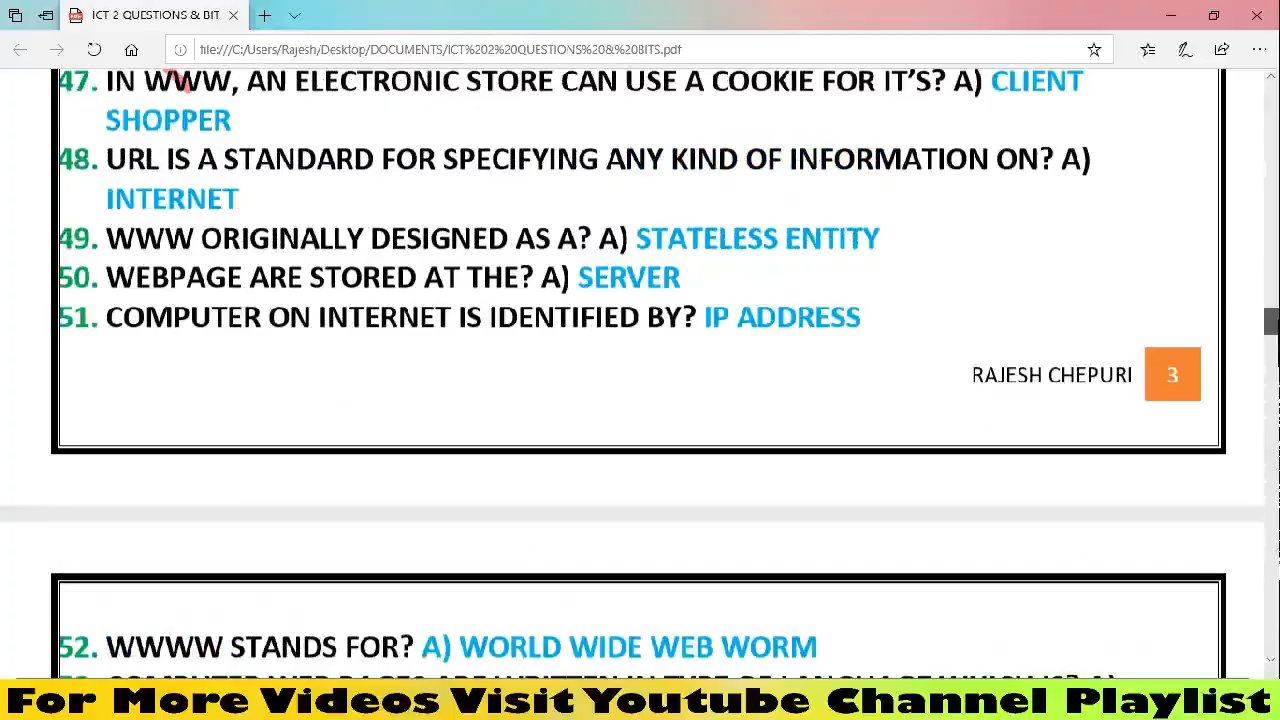 ICT 2 QUESTIONS & BIT
file:///C:/Users/Rajesh/Desktop/DOCUMENTS/ICT%202%20QUESTIONS%20&%20BITS.pdf
47. IN WWW, AN ELECTRONIC STORE CAN USE A COOKIE FOR IT'S? A) CLIENT
SHOPPER
48. URL IS A STANDARD FOR SPECIFYING ANY KIND OF INFORMATION ON? A)
INTERNET
49. WWW ORIGINALLY DESIGNED AS A? A) STATELESS ENTITY
50. WEBPAGE ARE STORED AT THE? A) SERVER
51. COMPUTER ON INTERNET IS IDENTIFIED BY? IP ADDRESS
RAJESH CHEPURI 3
52. WWWW STANDS FOR? A) WORLD WIDE WEB WORM
For More Videos Visit Youtube Channel Playlist